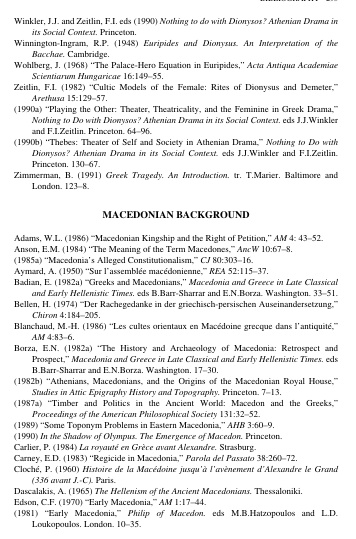 Winkler, J.J. and Zeitlin, F.I. eds (1990) Nothing to do with Dionysos? Athenian Drama in
its Social Context. Princeton.
Winnington-Ingram, R.P. (1948) Euripides and Dionysus. An Interpretation of the
Bacchae. Cambridge.
Wohlberg, J. (1968) “The Palace-Hero Equation in Euripides,” Acta Antiqua Academiae
Scientiarum Hungaricae 16:149–55.
Zeitlin, F.I. (1982) “Cultic Models of the Female: Rites of Dionysus and Demeter,”
Arethusa 15:129–57.
(1990a) “Playing the Other: Theater, Theatricality, and the Feminine in Greek Drama,”
Nothing to Do with Dionysos? Athenian Drama in its Social Context. eds J.J.Winkler
and F.I.Zeitlin. Princeton. 64–96.
(1990b) “Thebes: Theater of Self and Society in Athenian Drama,” Nothing to Do with
Dionysos? Athenian Drama in its Social Context. eds J.J.Winkler and F.I.Zeitlin.
Princeton. 130–67.
Zimmerman, B. (1991) Greek Tragedy. An Introduction. tr. T.Marier. Baltimore and
London. 123–8.
MACEDONIAN BACKGROUND
Adams, W.L. (1986) “Macedonian Kingship and the Right of Petition,” AM 4: 43–52.
Anson, E.M. (1984) “The Meaning of the Term Macedones,” AncW 10:67–8.
(1985a) “Macedonia’s Alleged Constitutionalism,” CJ 80:303–16.
Aymard, A. (1950) “Sur l’assemblée macédonienne,” REA 52:115–37.
Badian, E. (1982a) “Greeks and Macedonians,” Macedonia and Greece in Late Classical
and Early Hellenistic Times. eds B.Barr-Sharrar and E.N.Borza. Washington. 33–51.
Bellen, H. (1974) “Der Rachegedanke in der griechisch-persischen Auseinandersetzung,”
Chiron 4:184–205.
Blanchaud, M.-H. (1986) “Les cultes orientaux en Macédoine grecque dans l’antiquité,”
AM 4:83–6.
Borza, E.N. (1982a) “The History and Archaeology of Macedonia: Retrospect and
Prospect,” Macedonia and Greece in Late Classical and Early Hellenistic Times. eds
B.Barr-Sharrar and E.N.Borza. Washington. 17–30.
(1982b) “Athenians, Macedonians, and the Origins of the Macedonian Royal House,”
Studies in Attic Epigraphy History and Topography. Princeton. 7–13.
(1987a) “Timber and Politics in the Ancient World: Macedon and the Greeks,”
Proceedings of the American Philosophical Society 131:32–52.
(1989) “Some Toponym Problems in Eastern Macedonia,” AHB 3:60–9.
(1990) In the Shadow of Olympus. The Emergence of Macedon. Princeton.
Carlier, P. (1984) La royauté en Grèce avant Alexandre. Strasburg.
Carney, E.D. (1983) “Regicide in Macedonia,” Parola del Passato 38:260–72.
Cloché, P. (1960) Histoire de la Macédoine jusqu’à l’avènement d’Alexandre le Grand
(336 avant J.-C). Paris.
Dascalakis, A. (1965) The Hellenism of the Ancient Macedonians. Thessaloniki.
Edson, C.F. (1970) “Early Macedonia,” AM 1:17–44.
(1981) “Early Macedonia,” Philip of Macedon. eds M.B.Hatzopoulos and L.D.
Loukopoulos. London. 10–35.